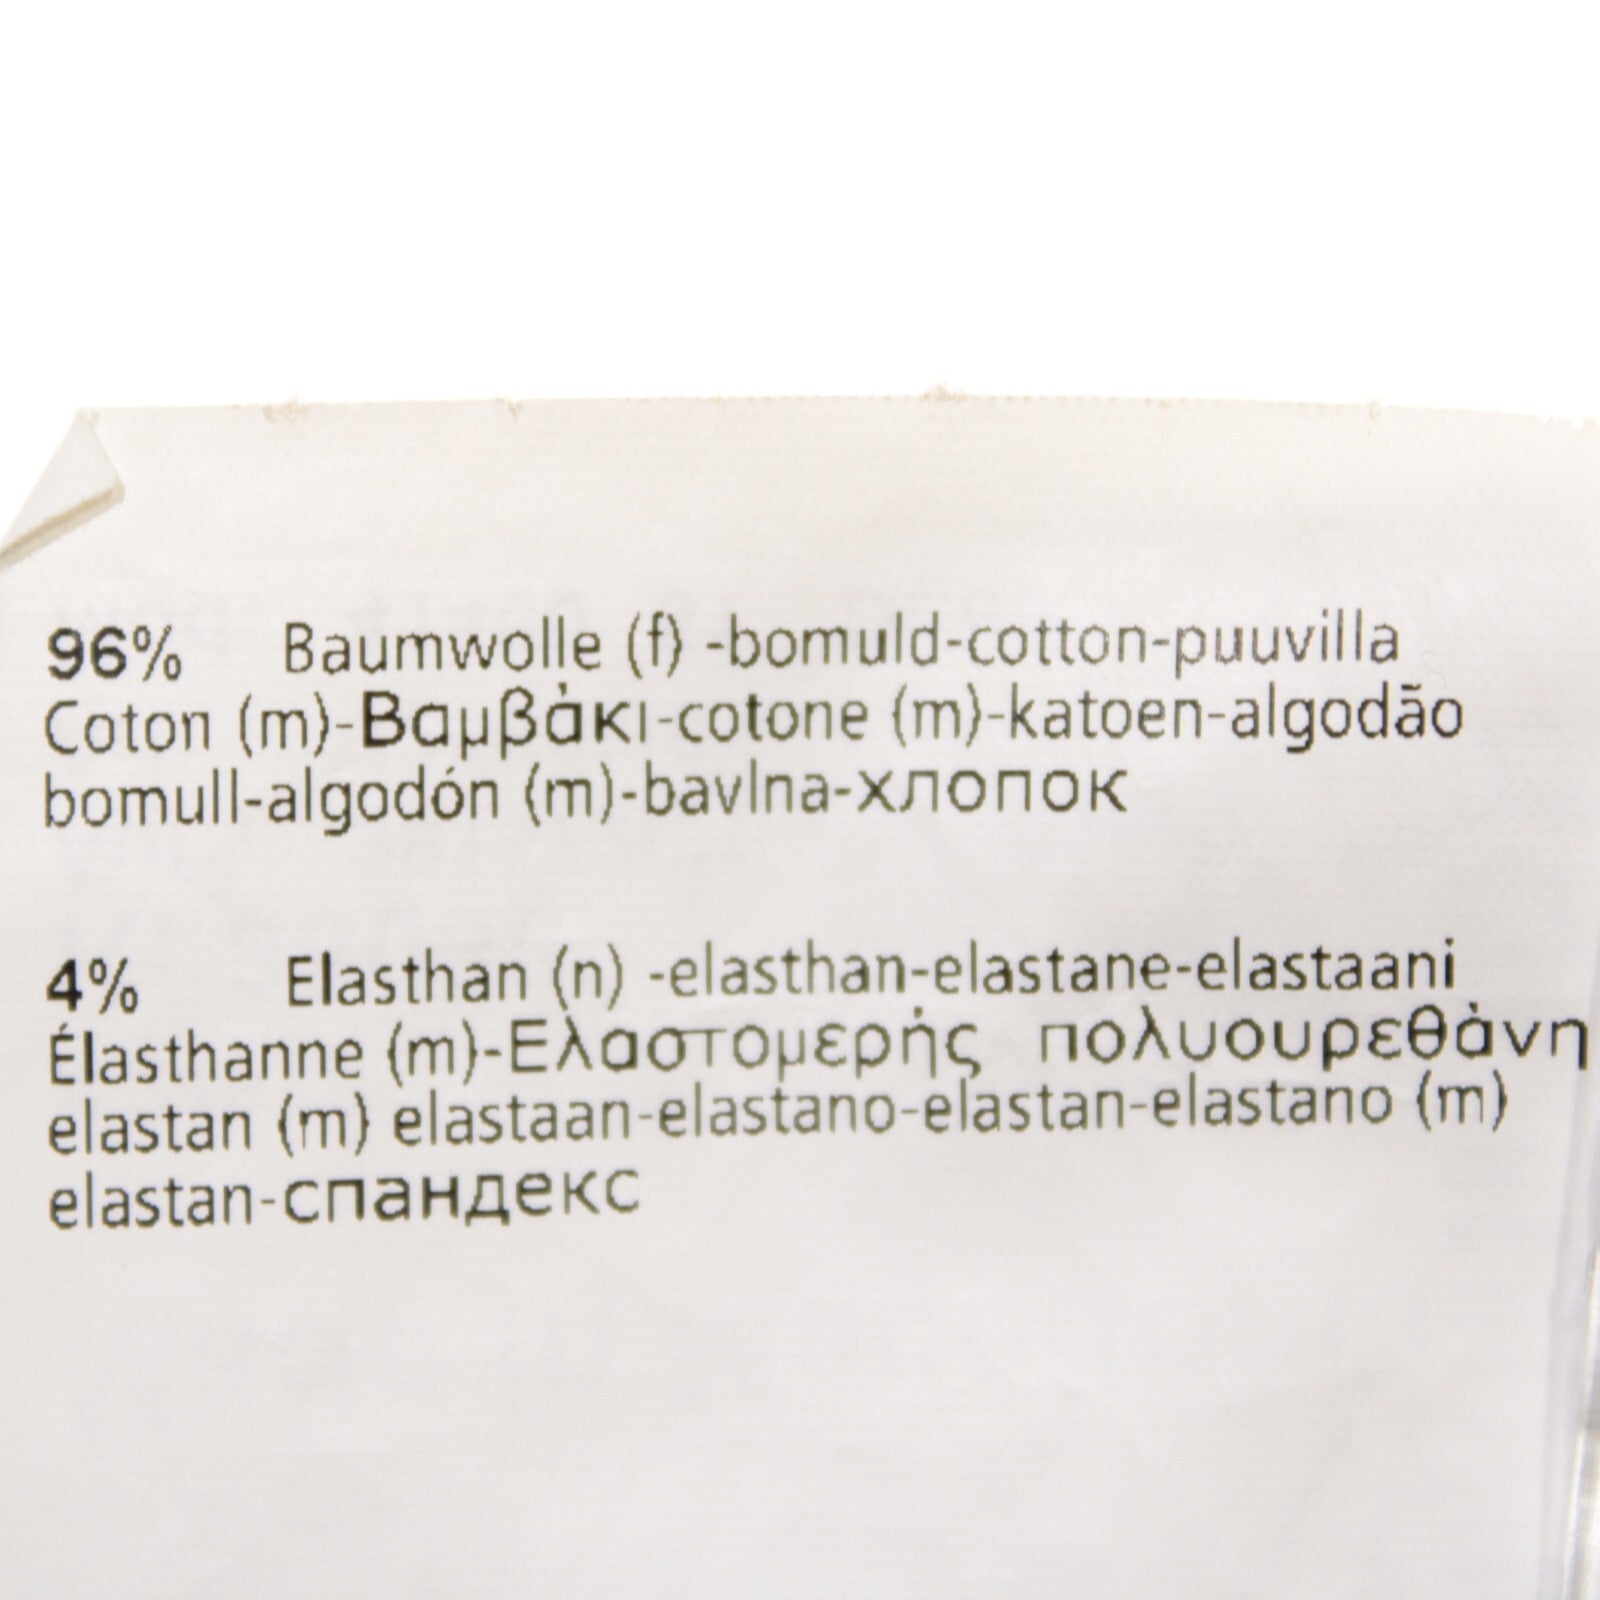 96% Baumwolle (f) -bomuld-cotton-puuvilla
Coton (m)-Βαμβάκι-cotone (m)-katoen-algodão
bomull-algodón (m)-bavlna-хлопок
4% Elasthan (n) -elasthan-elastane-elastaani
Élasthanne (m)-Ελαστομερής πολυουρεθάνη
elastan (m) elastaan-elastano-elastan-elastano (m)
elastan-спандекс